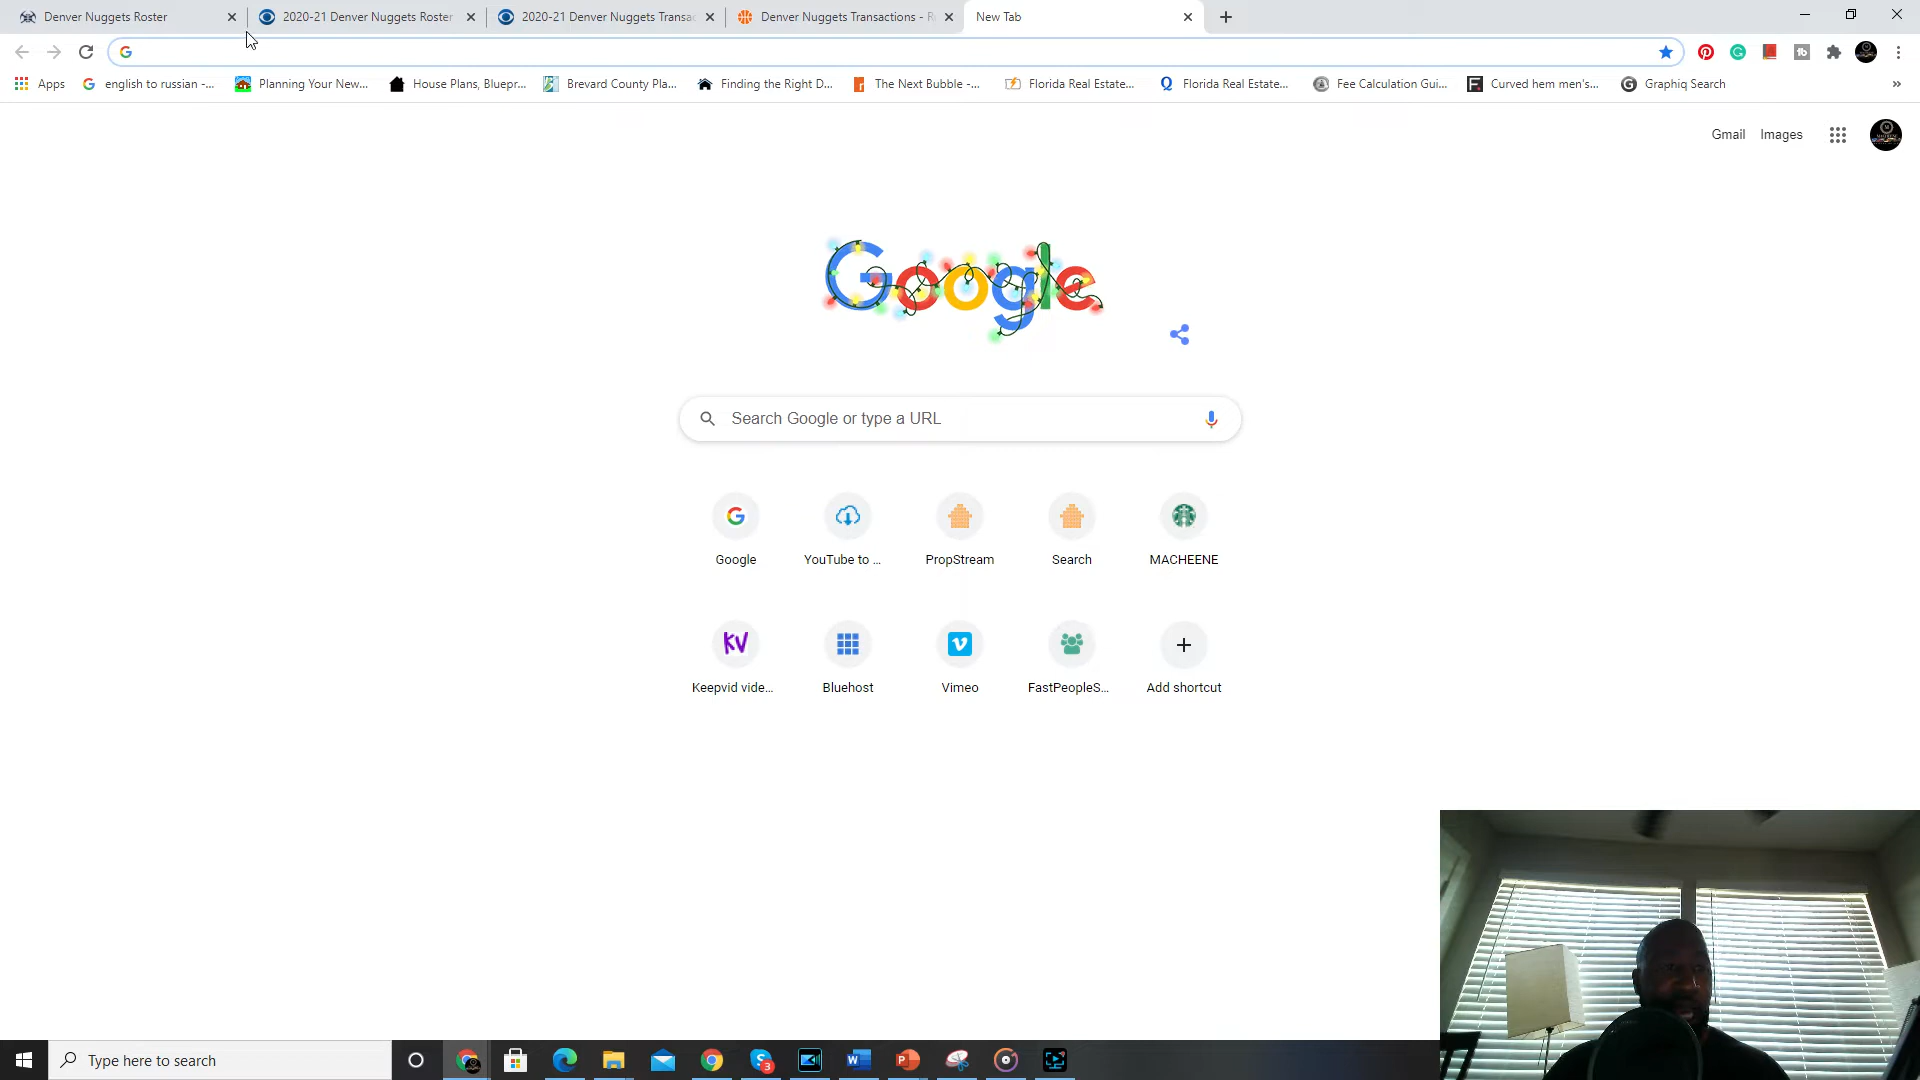 Denver Nuggets Roster
2020-21 Denver Nuggets Roster
2020-21 Denver Nuggets Transac
Denver Nuggets Transactions - R
New Tab
Apps
english to russian -...
Planning Your New...
House Plans, Bluepr...
Brevard County Pla...
Finding the Right D...
The Next Bubble -...
Florida Real Estate...
Florida Real Estate...
Fee Calculation Gui...
Curved hem men's...
Graphiq Search
Gmail
Images
Google
Search Google or type a URL
Google
YouTube to ...
PropStream
Search
MACHEENE
KV
Keepvid vide...
Bluehost
Vimeo
FastPeopleS...
Add shortcut
Type here to search